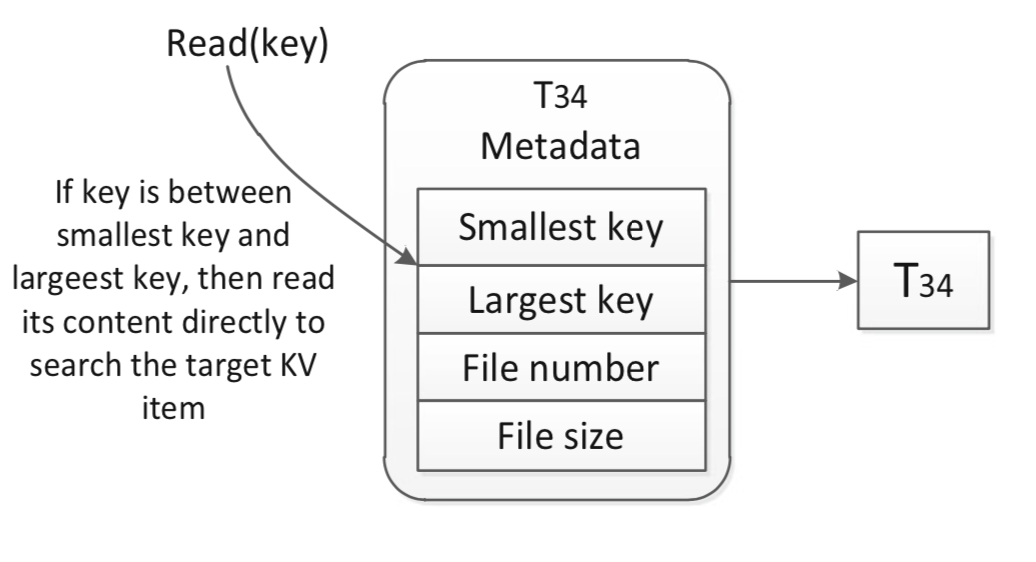 Read(key)
If key is between
smallest key and
largeest key, then read
its content directly to
search the target KV
item
T34
Metadata
Smallest key
Largest key
File number
File size
T34